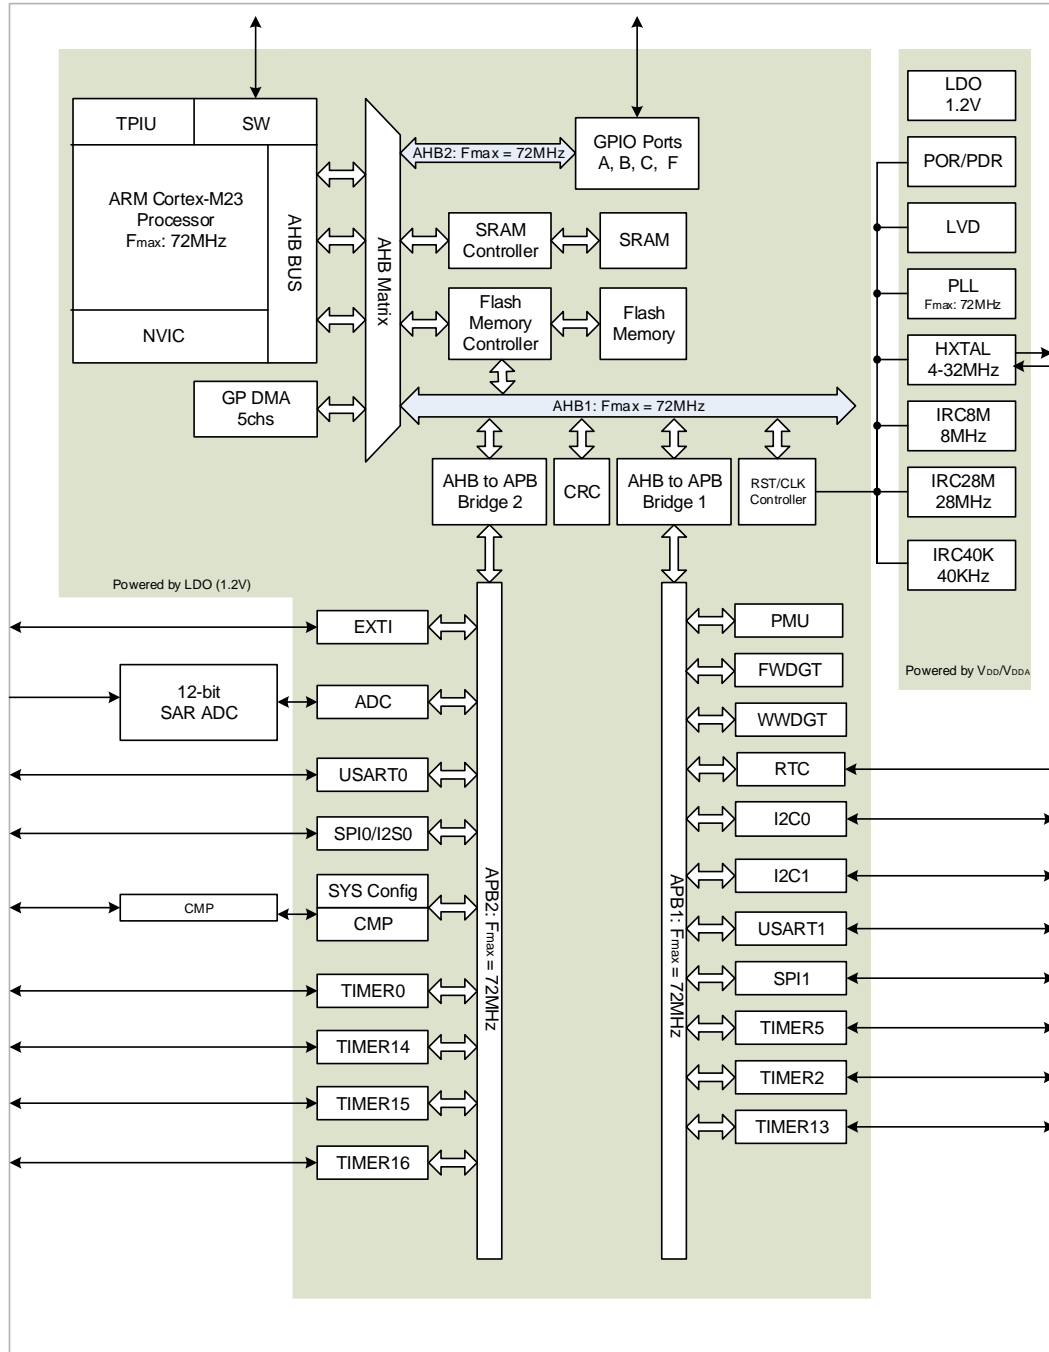 TPIU
SW
ARM Cortex-M23
Processor
Fmax: 72MHz
AHB BUS
NVIC
GP DMA
5chs
AHB Matrix
AHB2: Fmax = 72MHz
GPIO Ports
A, B, C, F
SRAM
Controller
SRAM
Flash
Memory
Controller
Flash
Memory
AHB1: Fmax = 72MHz
AHB to APB
Bridge 2
CRC
AHB to APB
Bridge 1
RST/CLK
Controller
LDO
1.2V
POR/PDR
LVD
PLL
Fmax: 72MHz
HXTAL
4-32MHz
IRC8M
8MHz
IRC28M
28MHz
IRC40K
40KHz
Powered by VDD/VDDA
Powered by LDO (1.2V)
EXTI
12-bit
SAR ADC
ADC
USART0
SPI0/I2S0
SYS Config
CMP
CMP
TIMER0
TIMER14
TIMER15
TIMER16
APB2: Fmax = 72MHz
APB1: Fmax = 72MHz
PMU
FWDGT
WWDGT
RTC
I2C0
I2C1
USART1
SPI1
TIMER5
TIMER2
TIMER13